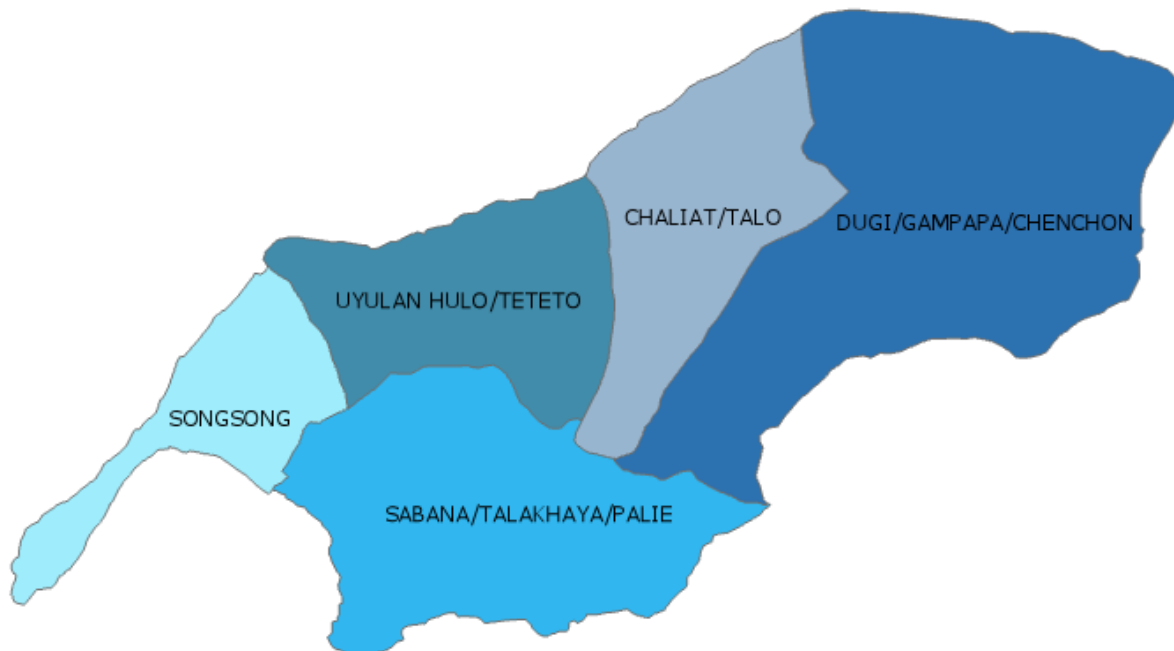 CHALIAT/TALO
DUGI/GAMPAPA/CHENCHON
UYULAN HULO/TETETO
SONGSONG
SABANA/TALAKHAYA/PALIE